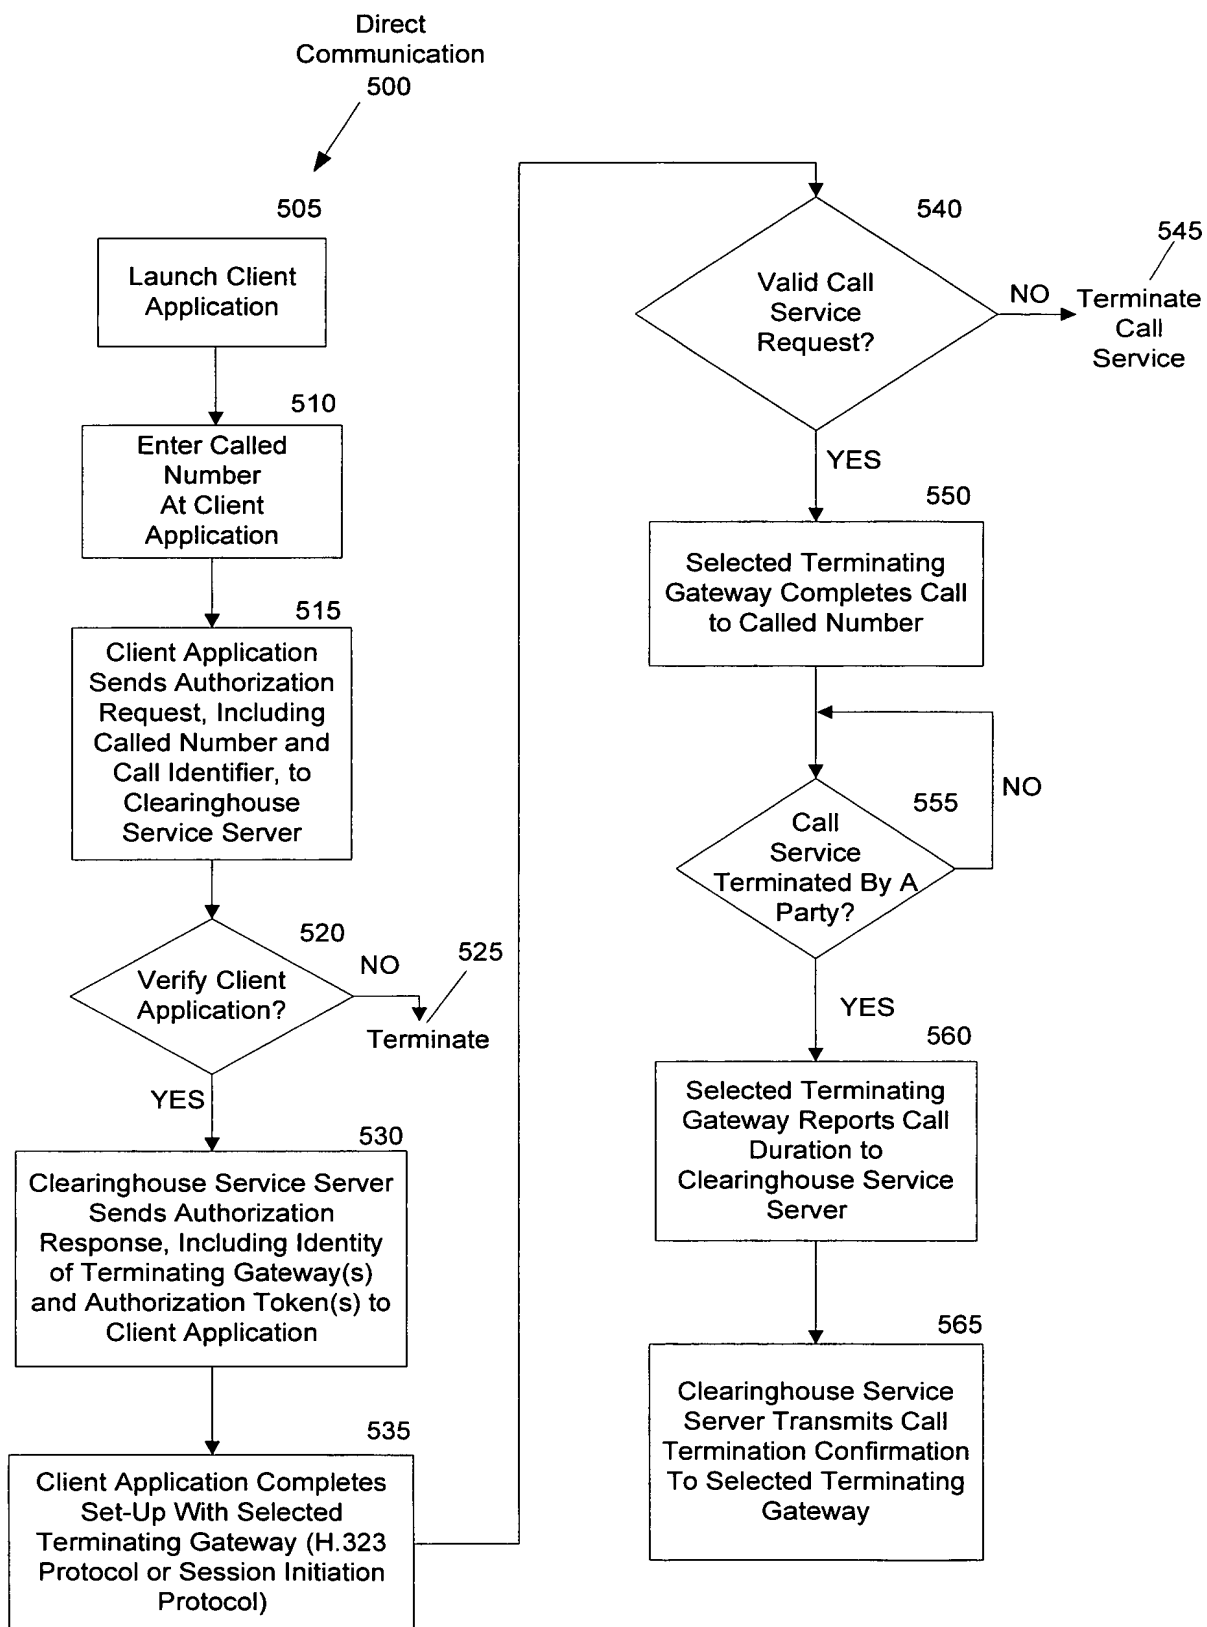 Direct
Communication
500
505
Launch Client
Application
510
Enter Called
Number
At Client
Application
515
Client Application
Sends Authorization
Request, Including
Called Number and
Call Identifier, to
Clearinghouse
Service Server
520
Verify Client
Application?
NO
525
Terminate
YES
530
Clearinghouse Service Server
Sends Authorization
Response, Including Identity
of Terminating Gateway(s)
and Authorization Token(s) to
Client Application
535
Client Application Completes
Set-Up With Selected
Terminating Gateway (H.323
Protocol or Session Initiation
Protocol)
540
Valid Call
Service
Request?
NO
545
Terminate
Call
Service
YES
550
Selected Terminating
Gateway Completes Call
to Called Number
555
Call
Service
Terminated By A
Party?
NO
YES
560
Selected Terminating
Gateway Reports Call
Duration to
Clearinghouse Service
Server
565
Clearinghouse Service
Server Transmits Call
Termination Confirmation
To Selected Terminating
Gateway